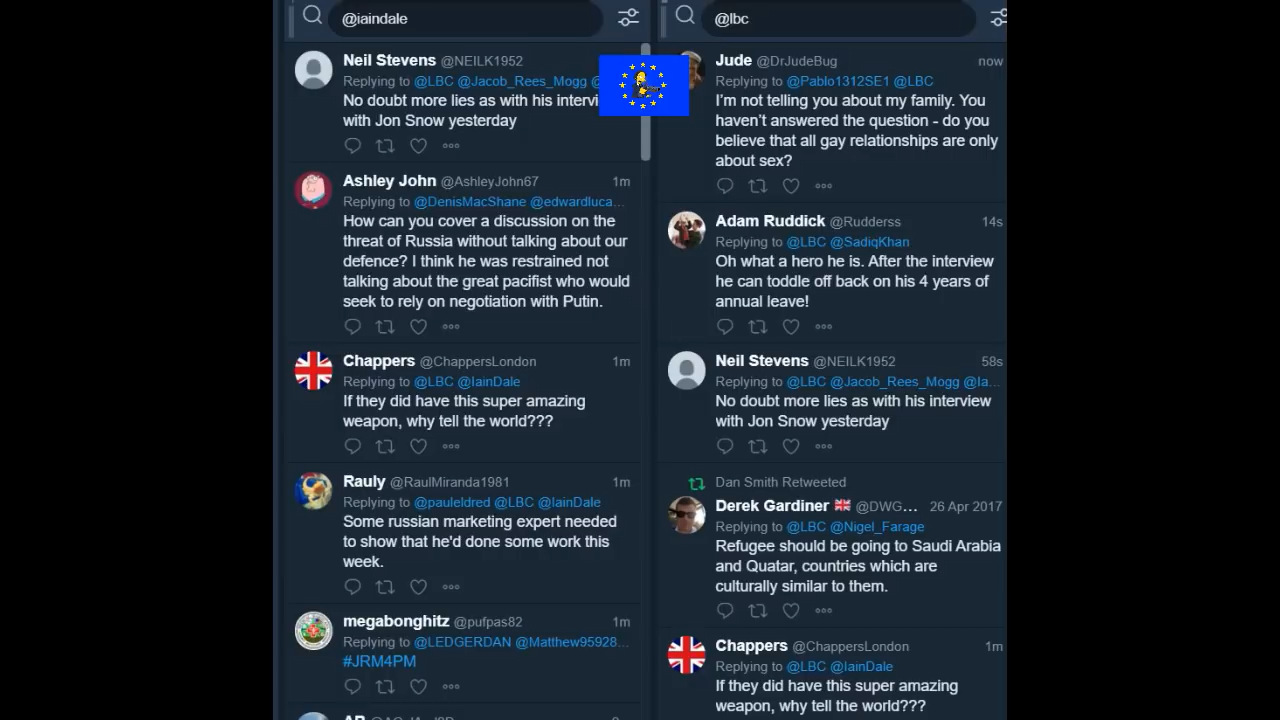 @iaindale
Neil Stevens @NEILK1952
Replying to @LBC @Jacob_Rees_Mogg
No doubt more lies as with his
with Jon Snow yesterday
Ashley John @AshleyJohn67 1m
Replying to @DenisMacShane @edwardluca...
How can you cover a discussion on the
threat of Russia without talking about our
defence? I think he was restrained not
talking about the great pacifist who would
seek to rely on negotiation with Putin.
Chappers @ChappersLondon 1m
Replying to @LBC @IainDale
If they did have this super amazing
weapon, why tell the world???
Rauly @RaulMiranda1981 1m
Replying to @pauleldred @LBC @IainDale
Some russian marketing expert needed
to show that he'd done some work this
week.
megabonghitz @pufpas82 1m
Replying to @LEDGERDAN @Matthew95928...
#JRM4PM
@lbc
Jude @DrJudeBug now
Replying to @Pablo1312SE1 @LBC
I'm not telling you about my family. You
haven't answered the question - do you
believe that all gay relationships are only
about sex?
Adam Ruddick @Rudderss 14s
Replying to @LBC @SadiqKhan
Oh what a hero he is. After the interview
he can toddle off back on his 4 years of
annual leave!
Neil Stevens @NEILK1952 58s
Replying to @LBC @Jacob_Rees_Mogg @Ia...
No doubt more lies as with his interview
with Jon Snow yesterday
Dan Smith Retweeted
Derek Gardiner @DWG... 26 Apr 2017
Replying to @LBC @Nigel_Farage
Refugee should be going to Saudi Arabia
and Quatar, countries which are
culturally similar to them.
Chappers @ChappersLondon 1m
Replying to @LBC @IainDale
If they did have this super amazing
weapon, why tell the world???